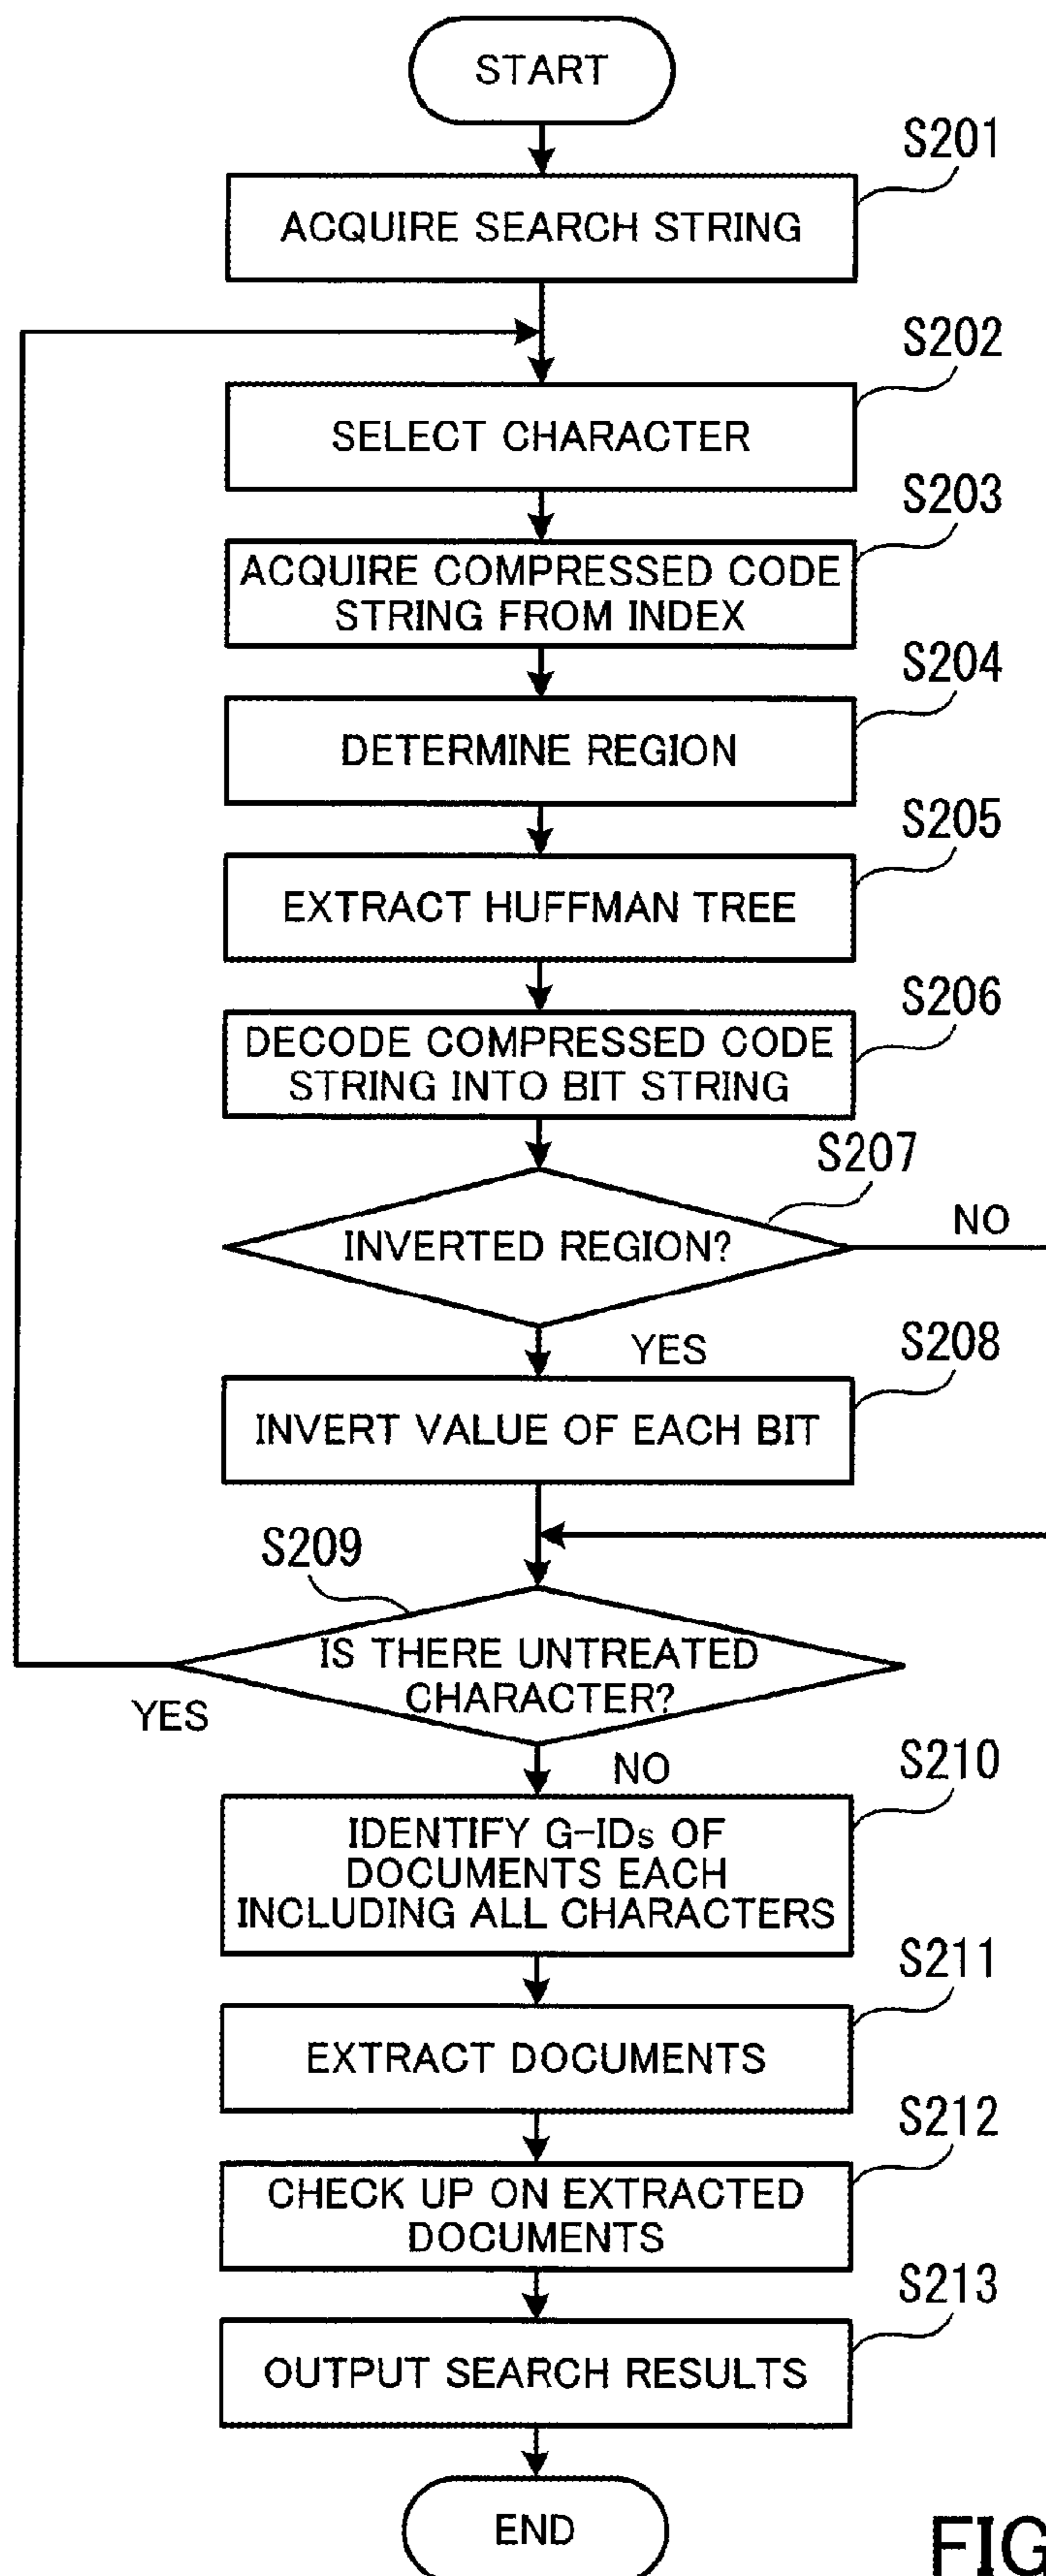 START
S201
ACQUIRE SEARCH STRING
S202
SELECT CHARACTER
S203
ACQUIRE COMPRESSED CODE
STRING FROM INDEX
S204
DETERMINE REGION
S205
EXTRACT HUFFMAN TREE
S206
DECODE COMPRESSED CODE
STRING INTO BIT STRING
S207
INVERTED REGION?
NO
YES
S208
INVERT VALUE OF EACH BIT
S209
IS THERE UNTREATED
CHARACTER?
YES
NO
S210
IDENTIFY G-IDs OF
DOCUMENTS EACH
INCLUDING ALL CHARACTERS
S211
EXTRACT DOCUMENTS
S212
CHECK UP ON EXTRACTED
DOCUMENTS
S213
OUTPUT SEARCH RESULTS
END
FIG